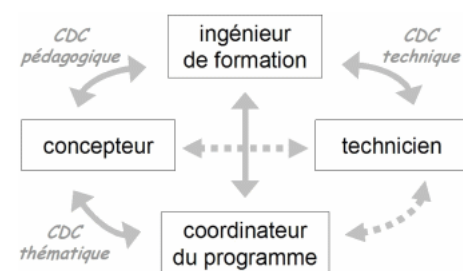 CDC
pédagogique
ingénieur
de formation
CDC
technique
concepteur
technicien
CDC
thématique
coordinateur
du programme